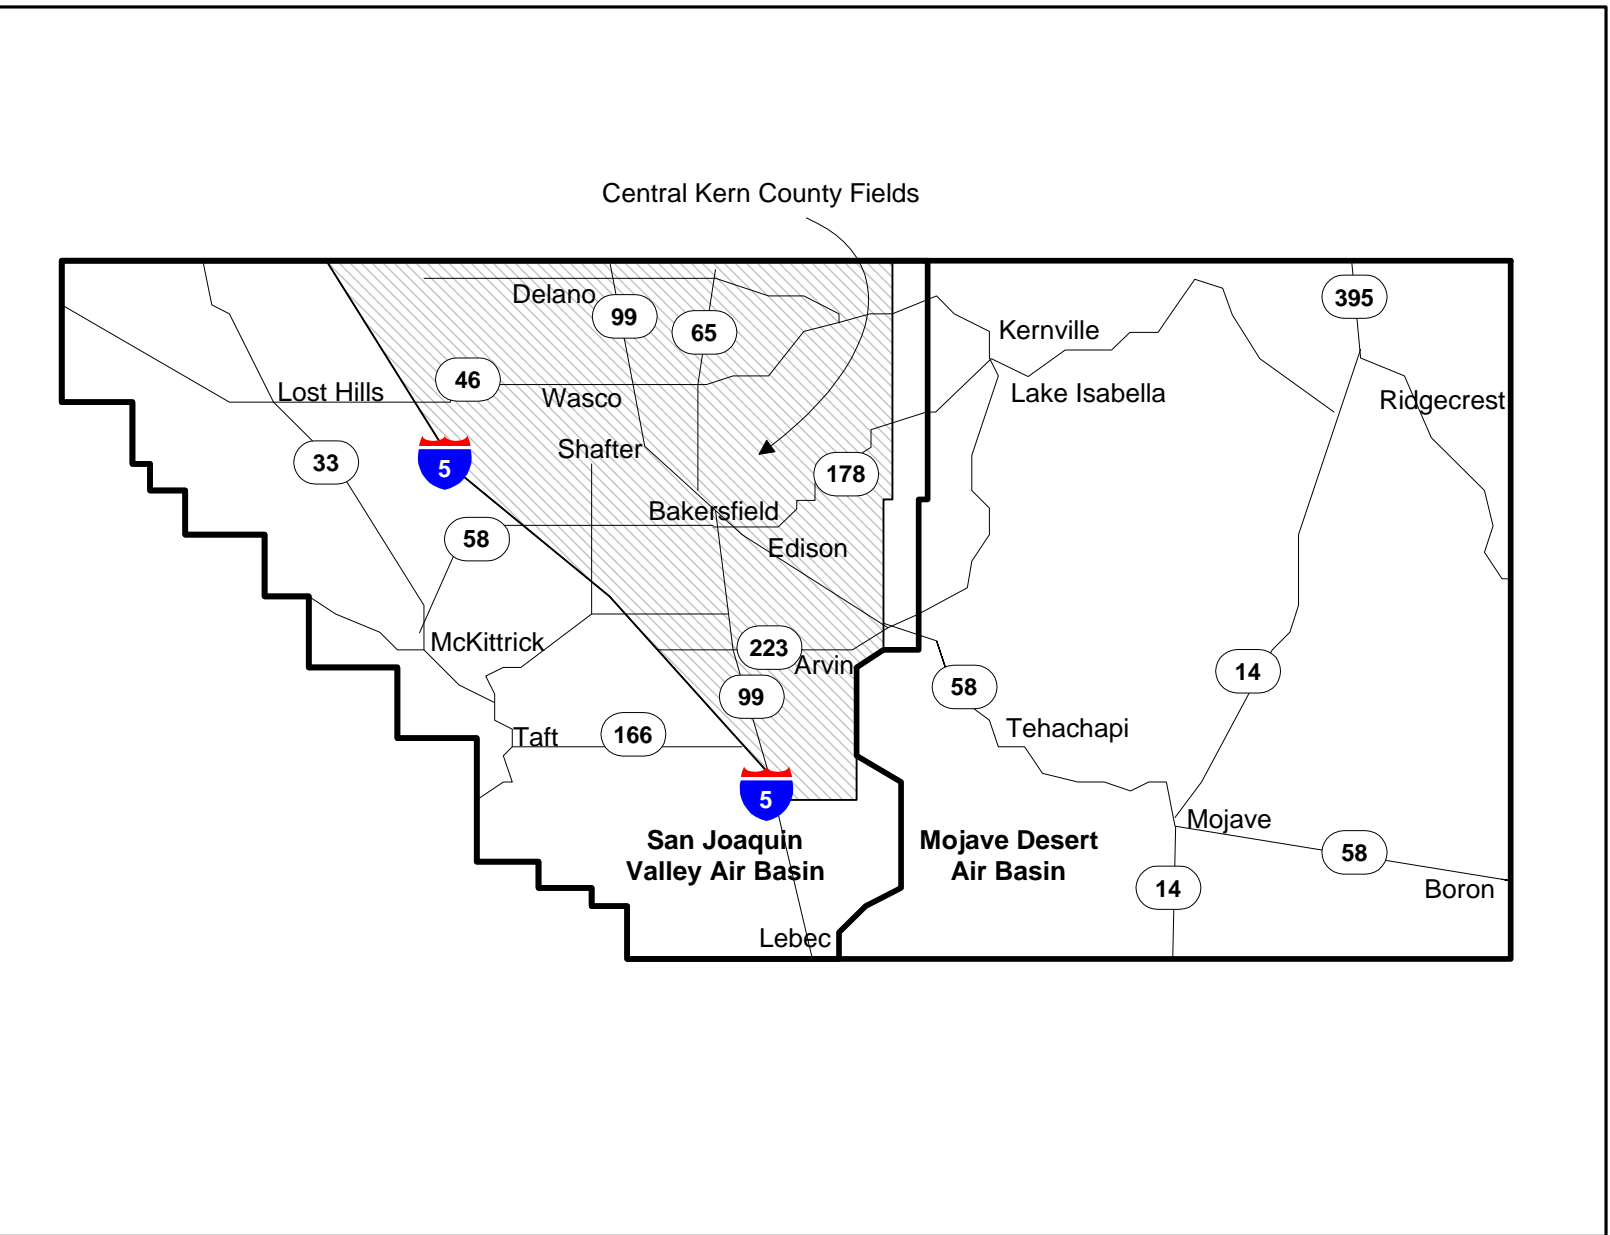 Central Kern County Fields
Delano
99
65
395
Kernville
46
Lost Hills
Wasco
Lake Isabella
Ridgecrest
Shafter
33
5
178
Bakersfield
58
Edison
McKittrick
223
Arvin
14
58
99
Taft
166
Tehachapi
5
Mojave
San Joaquin
Valley Air Basin
Mojave Desert
Air Basin
58
14
Boron
Lebec